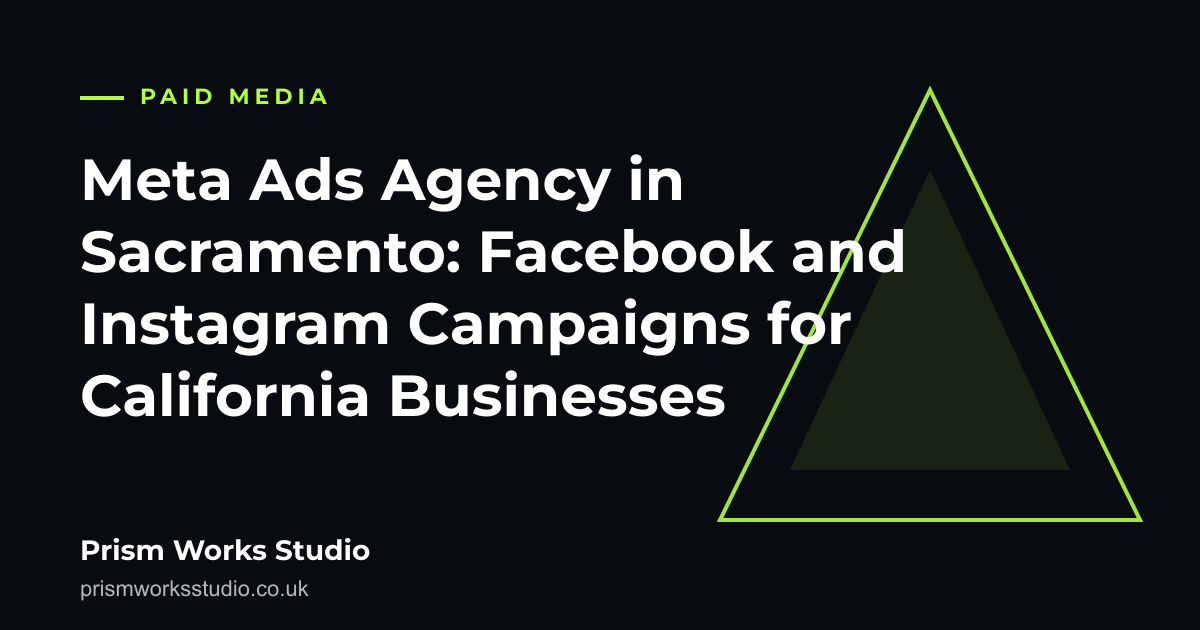 PAID MEDIA
Meta Ads Agency in
Sacramento: Facebook and
Instagram Campaigns for
California Businesses
Prism Works Studio
prismworksstudio.co.uk